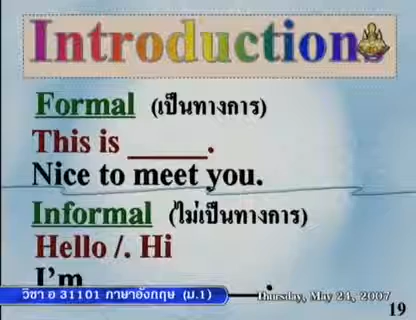 Introduction
Formal (เป็นทางการ)
This is _____.
Nice to meet you.
Informal (ไม่เป็นทางการ)
Hello /. Hi
I'm __________.
วิชา อ 31101 ภาษาอังกฤษ (ม.1)
Thursday, May 24, 2007
19